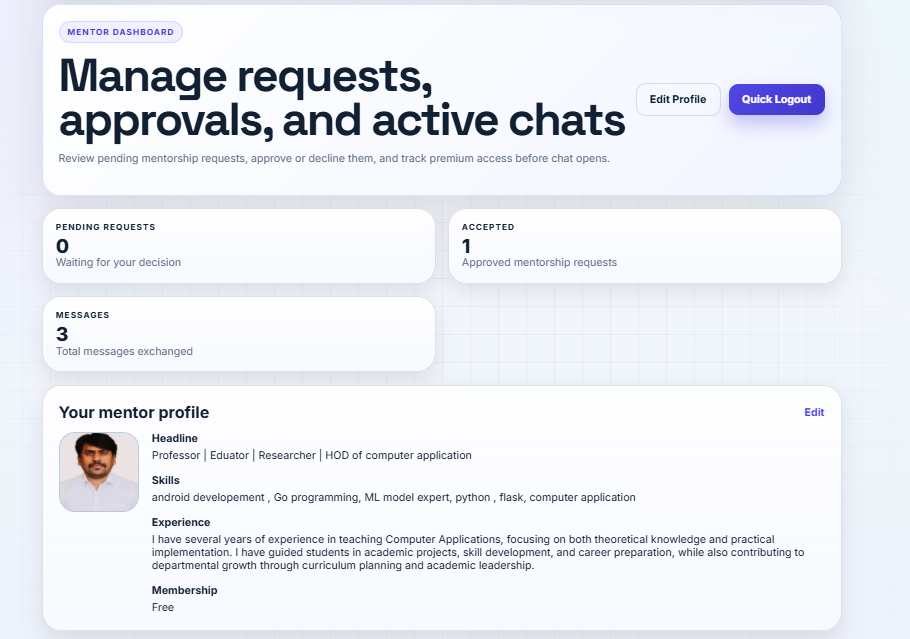 MENTOR DASHBOARD
Manage requests,
approvals, and active chats
Edit Profile
Quick Logout
Review pending mentorship requests, approve or decline them, and track premium access before chat opens.
PENDING REQUESTS
0
Waiting for your decision
ACCEPTED
1
Approved mentorship requests
MESSAGES
3
Total messages exchanged
Your mentor profile
Edit
Headline
Professor | Eduator | Researcher | HOD of computer application
Skills
android developement , Go programming, ML model expert, python , flask, computer application
Experience
I have several years of experience in teaching Computer Applications, focusing on both theoretical knowledge and practical
implementation. I have guided students in academic projects, skill development, and career preparation, while also contributing to
departmental growth through curriculum planning and academic leadership.
Membership
Free